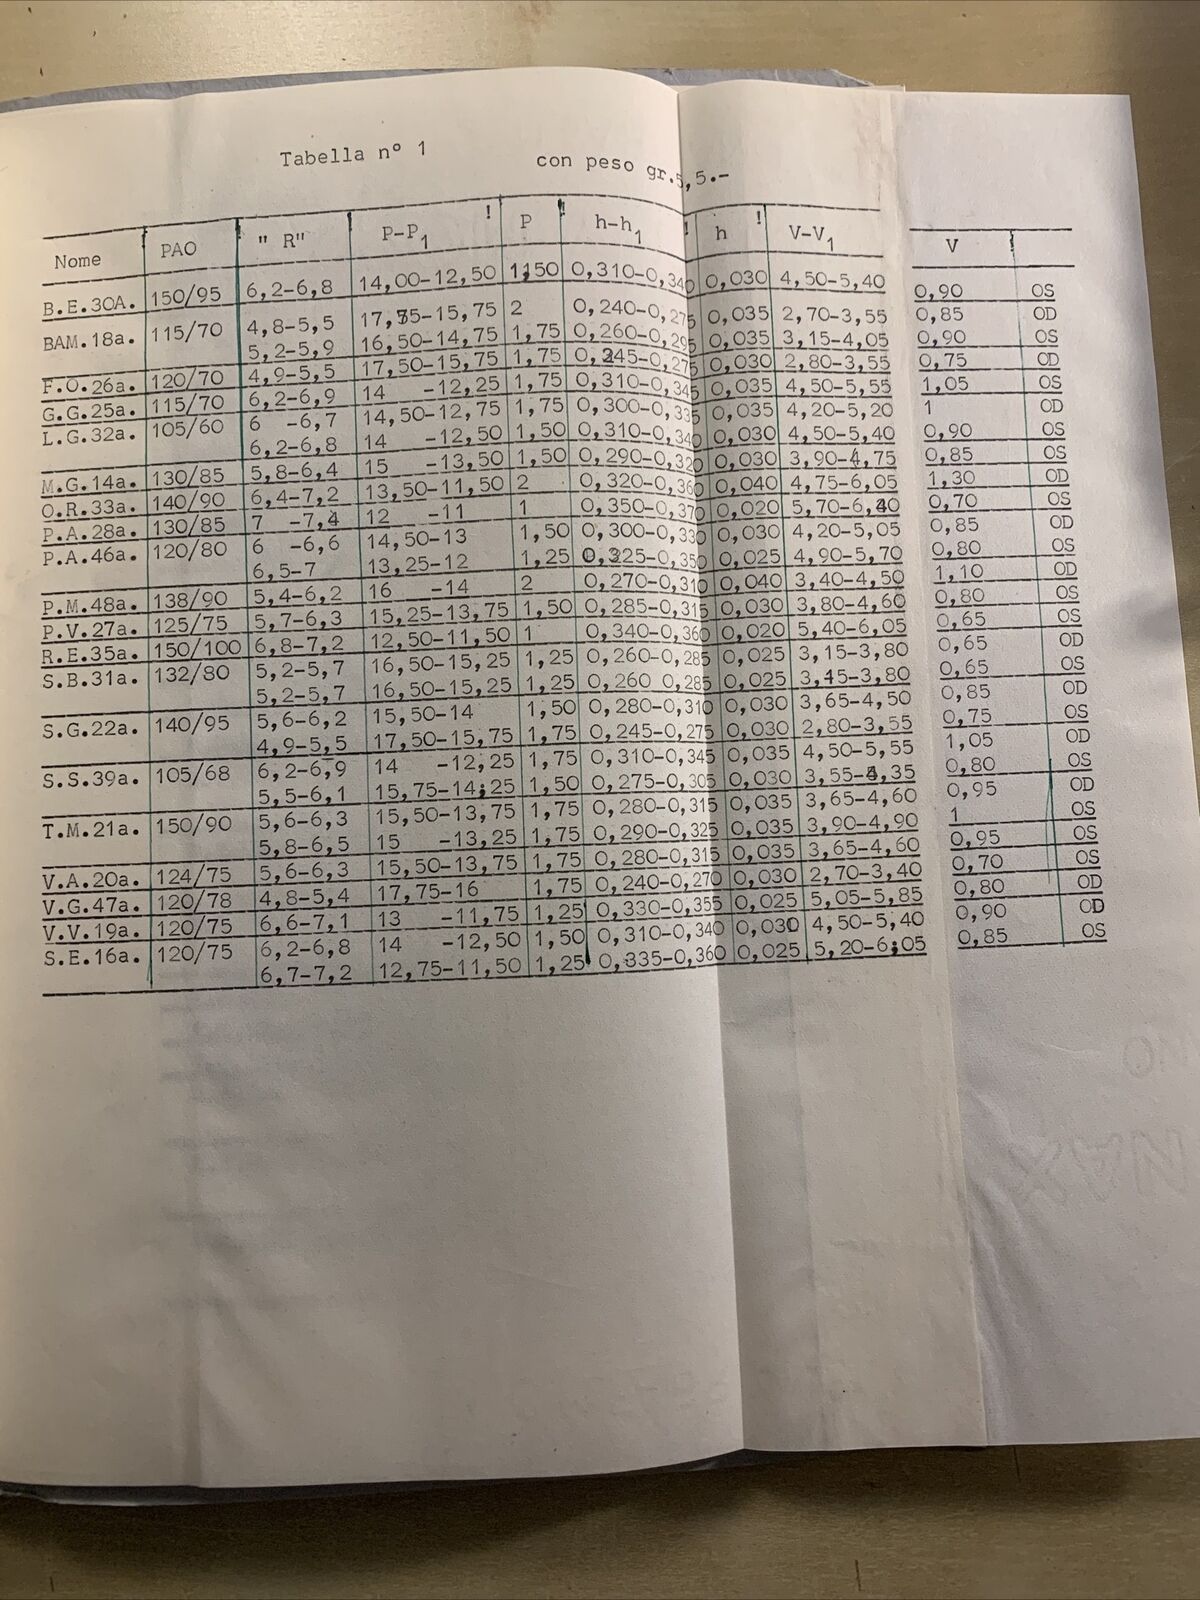 Tabella n° 1 con peso gr.5,5.-
Nome PAO " R" P-P1 ! P ! h-h1 ! h ! V-V1 V
B.E.30A. 150/95 6,2-6,8 14,00-12,50 1,50 0,310-0,340 0,030 4,50-5,40 0,90 OS
BAM.18a. 115/70 4,8-5,5 17,75-15,75 2 0,240-0,275 0,035 2,70-3,55 0,85 OD
5,2-5,9 16,50-14,75 1,75 0,260-0,295 0,035 3,15-4,05 0,90 OS
F.O.26a. 120/70 4,9-5,5 17,50-15,75 1,75 0,245-0,275 0,030 2,80-3,55 0,75 OD
G.G.25a. 115/70 6,2-6,9 14 -12,25 1,75 0,310-0,345 0,035 4,50-5,55 1,05 OS
L.G.32a. 105/60 6 -6,7 14,50-12,75 1,75 0,300-0,335 0,035 4,20-5,20 1 OD
6,2-6,8 14 -12,50 1,50 0,310-0,340 0,030 4,50-5,40 0,90 OS
M.G.14a. 130/85 5,8-6,4 15 -13,50 1,50 0,290-0,320 0,030 3,90-4,75 0,85 OS
O.R.33a. 140/90 6,4-7,2 13,50-11,50 2 0,320-0,360 0,040 4,75-6,05 1,30 OD
P.A.28a. 130/85 7 -7,4 12 -11 1 0,350-0,370 0,020 5,70-6,40 0,70 OS
P.A.46a. 120/80 6 -6,6 14,50-13 1,50 0,300-0,330 0,030 4,20-5,05 0,85 OD
6,5-7 13,25-12 1,25 0,325-0,350 0,025 4,90-5,70 0,80 OS
P.M.48a. 138/90 5,4-6,2 16 -14 2 0,270-0,310 0,040 3,40-4,50 1,10 OD
P.V.27a. 125/75 5,7-6,3 15,25-13,75 1,50 0,285-0,315 0,030 3,80-4,60 0,80 OS
R.E.35a. 150/100 6,8-7,2 12,50-11,50 1 0,340-0,360 0,020 5,40-6,05 0,65 OS
S.B.31a. 132/80 5,2-5,7 16,50-15,25 1,25 0,260-0,285 0,025 3,15-3,80 0,65 OD
5,2-5,7 16,50-15,25 1,25 0,260 0,285 0,025 3,15-3,80 0,65 OS
S.G.22a. 140/95 5,6-6,2 15,50-14 1,50 0,280-0,310 0,030 3,65-4,50 0,85 OD
4,9-5,5 17,50-15,75 1,75 0,245-0,275 0,030 2,80-3,55 0,75 OS
S.S.39a. 105/68 6,2-6,9 14 -12,25 1,75 0,310-0,345 0,035 4,50-5,55 1,05 OD
5,5-6,1 15,75-14,25 1,50 0,275-0,305 0,030 3,55-4,35 0,80 OS
T.M.21a. 150/90 5,6-6,3 15,50-13,75 1,75 0,280-0,315 0,035 3,65-4,60 0,95 OD
5,8-6,5 15 -13,25 1,75 0,290-0,325 0,035 3,90-4,90 1 OS
V.A.20a. 124/75 5,6-6,3 15,50-13,75 1,75 0,280-0,315 0,035 3,65-4,60 0,95 OS
V.G.47a. 120/78 4,8-5,4 17,75-16 1,75 0,240-0,270 0,030 2,70-3,40 0,70 OS
V.V.19a. 120/75 6,6-7,1 13 -11,75 1,25 0,330-0,355 0,025 5,05-5,85 0,80 OD
S.E.16a. 120/75 6,2-6,8 14 -12,50 1,50 0,310-0,340 0,030 4,50-5,40 0,90 OD
6,7-7,2 12,75-11,50 1,25 0,335-0,360 0,025 5,20-6,05 0,85 OS